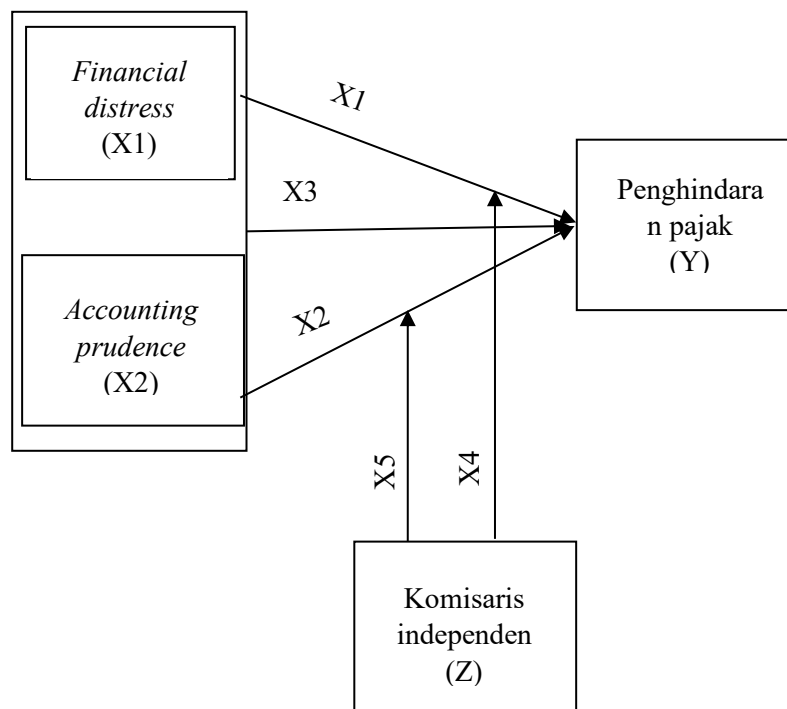 Financial
distress
(X1)
X1
Penghindara
n pajak
(Y)
X3
Accounting
prudence
(X2)
X2
X5
X4
Komisaris
independen
(Z)